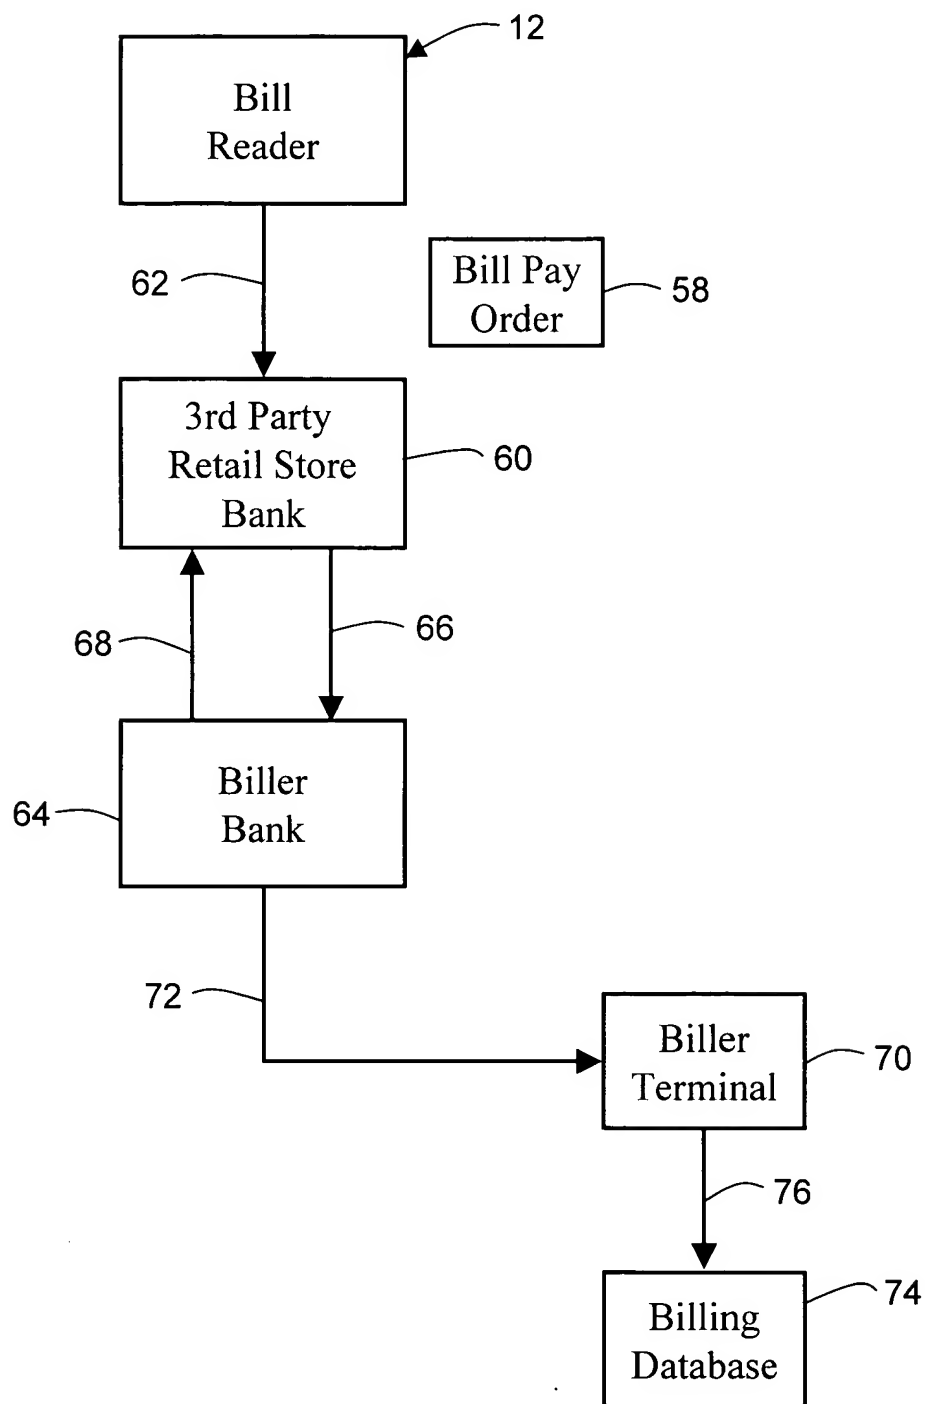 12
Bill
Reader
62
Bill Pay
Order
58
3rd Party
Retail Store
Bank
60
68
66
Biller
Bank
64
72
Biller
Terminal
70
76
Billing
Database
74